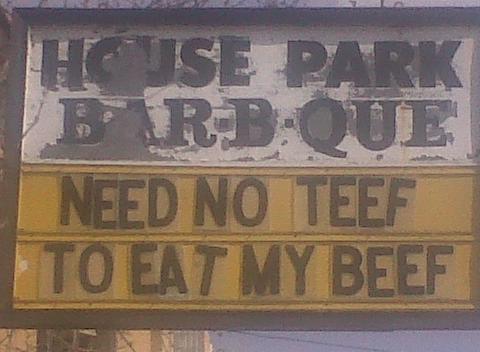 HOUSE PARK
BAR-B-QUE
NEED NO TEEF
TO EAT MY BEEF